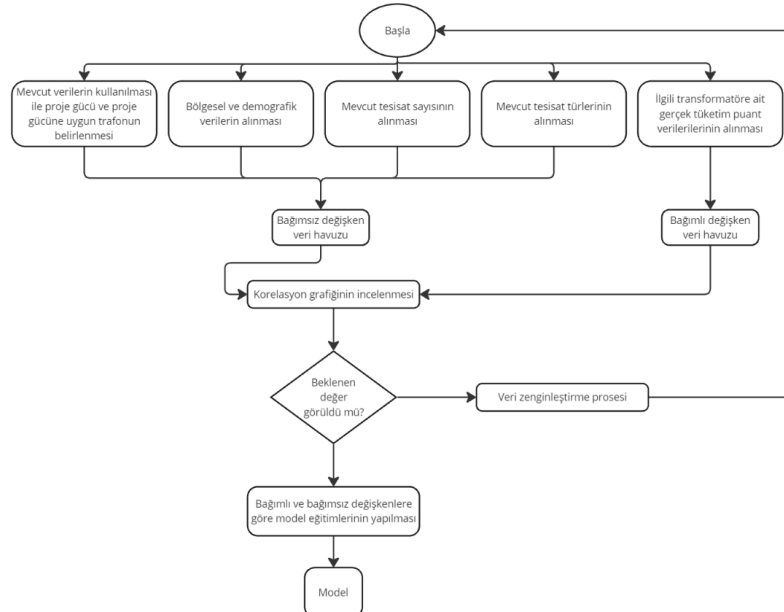 Başla
Mevcut verilerin kullanılması
ile proje gücü ve proje
gücüne uygun trafonun
belirlenmesi
Bölgesel ve demografik
verilerin alınması
Mevcut tesisat sayısının
alınması
Mevcut tesisat türlerinin
alınması
İlgili transformatöre ait
gerçek tüketim puant
verilerilerinin alınması
Bağımsız değişken
veri havuzu
Bağımlı değişken
veri havuzu
Korelasyon grafiğinin incelenmesi
Beklenen
değer
görüldü mü?
Veri zenginleştirme prosesi
Bağımlı ve bağımsız değişkenlere
göre model eğitimlerinin yapılması
Model